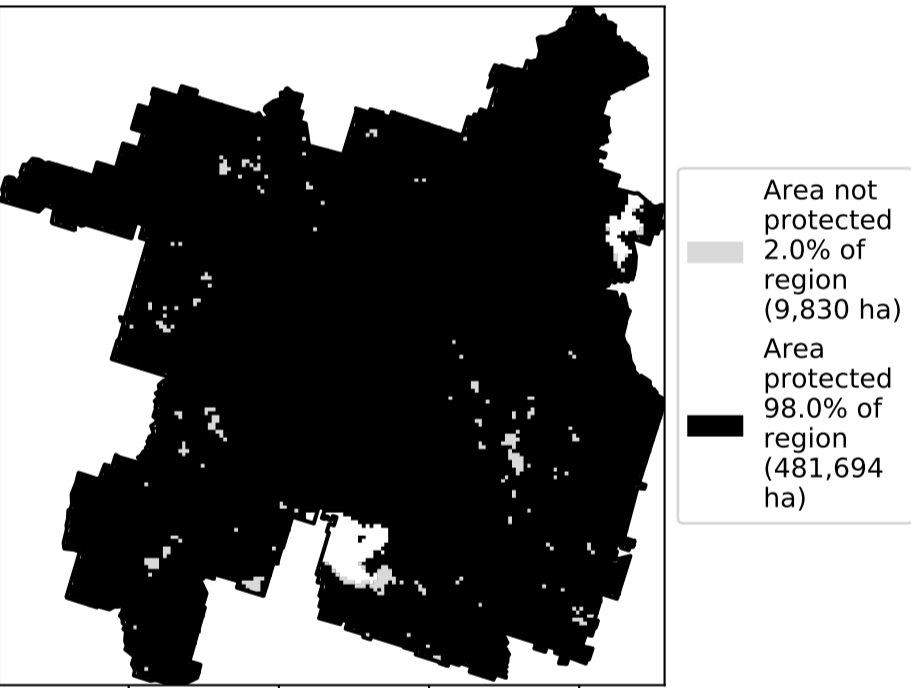 Area not
protected
2.0% of
region
(9,830 ha)
Area
protected
98.0% of
region
(481,694
ha)